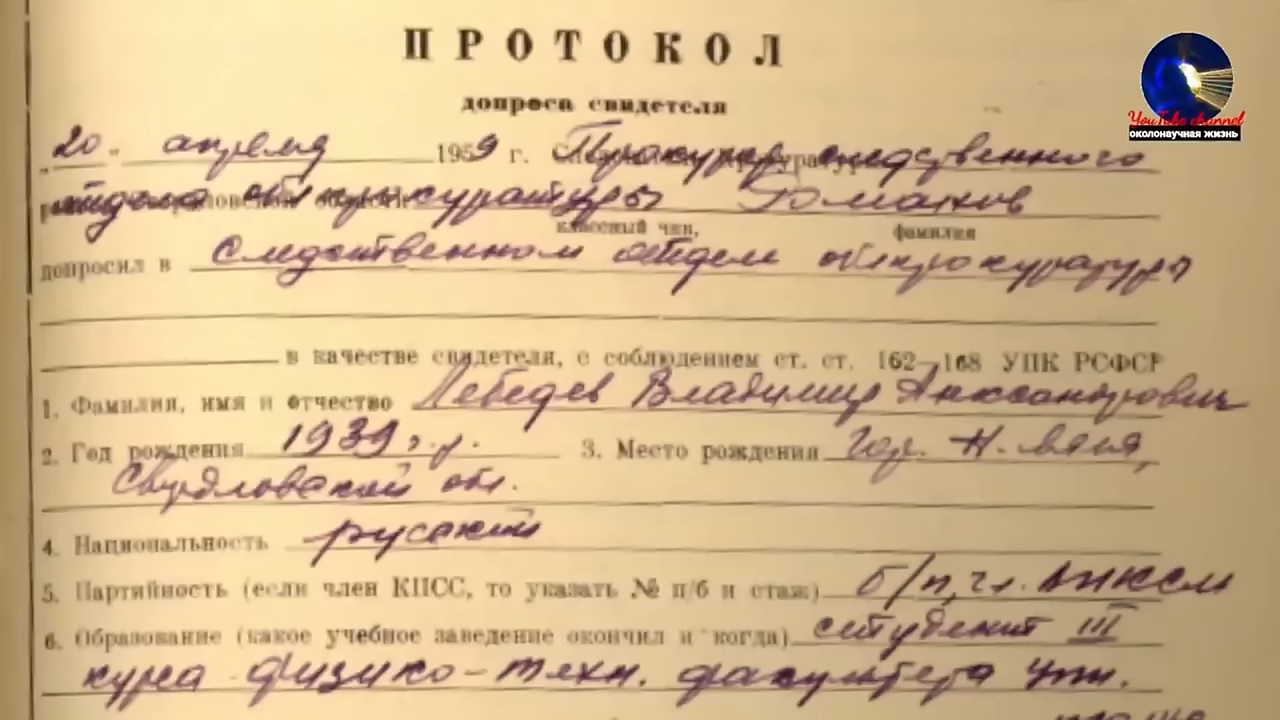 ПРОТОКОЛ
допроса свидетеля
YouTube channel
околонаучная жизнь
„20“ апреля 1959 г. Прокурор следственного
отдела облпрокуратуры Романов
классный чин, фамилия
допросил в Следственном отделе облпрокуратуры
в качестве свидетеля, с соблюдением ст. ст. 162—168 УПК РСФСР
1. Фамилия, имя и отчество Лебедев Владимир Александрович
2. Год рождения 1939 г. 3. Место рождения Гор. Н. Ляля,
Свердловской обл.
4. Национальность русский
5. Партийность (если член КПСС, то указать № п/б и стаж) б/п, чл. ВЛКСМ
6. Образование (какое учебное заведение окончил и когда) студент III
курса физико-техн. факультета УПИ.